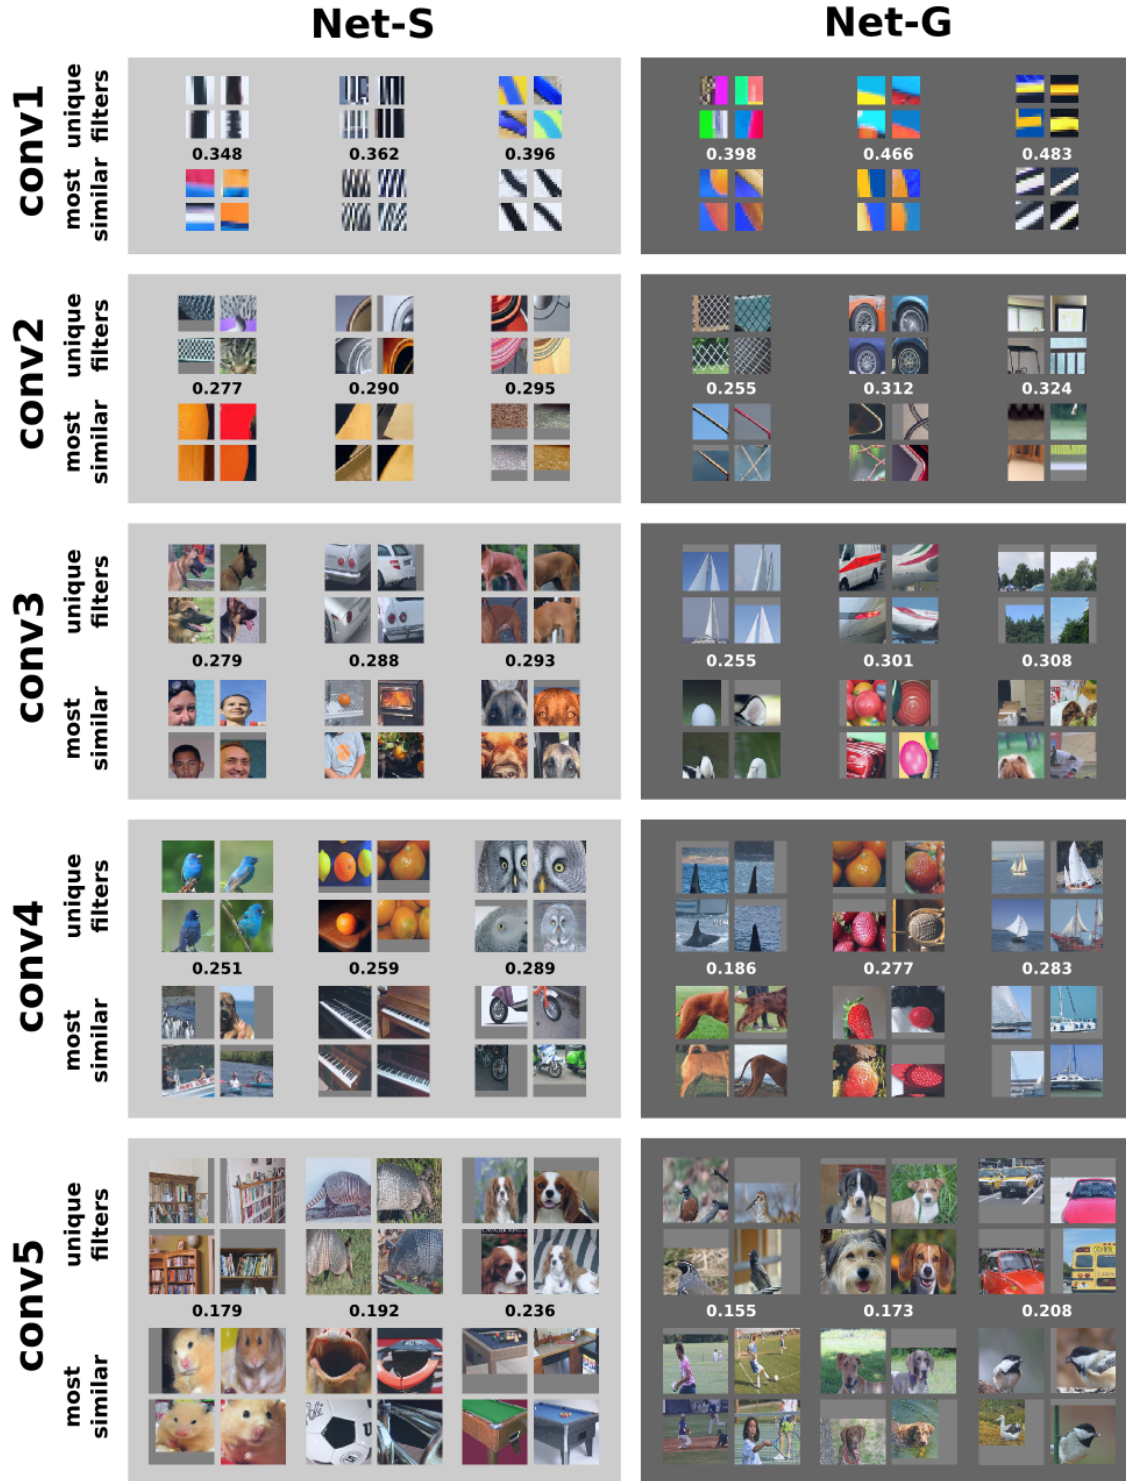 Net-S
Net-G
conv1
unique
filters
0.348
0.362
0.396
0.398
0.466
0.483
most
similar
conv2
unique
filters
0.277
0.290
0.295
0.255
0.312
0.324
most
similar
conv3
unique
filters
0.279
0.288
0.293
0.255
0.301
0.308
most
similar
conv4
unique
filters
0.251
0.259
0.289
0.186
0.277
0.283
most
similar
conv5
unique
filters
0.179
0.192
0.236
0.155
0.173
0.208
most
similar